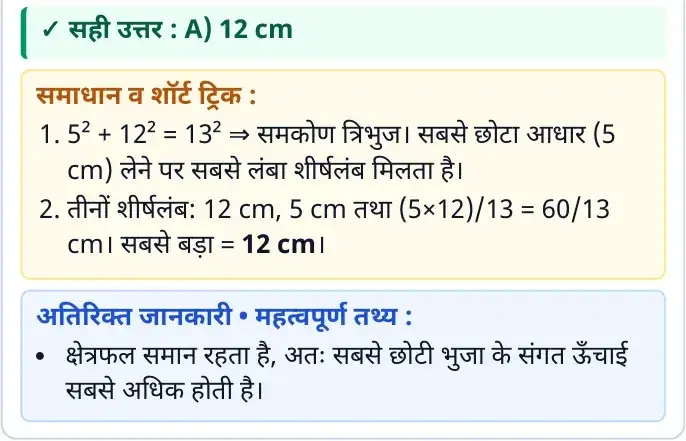 ✓ सही उत्तर : A) 12 cm
समाधान व शॉर्ट ट्रिक :
1. 5² + 12² = 13² ⇒ समकोण त्रिभुज। सबसे छोटा आधार (5
cm) लेने पर सबसे लंबा शीर्षलंब मिलता है।
2. तीनों शीर्षलंब: 12 cm, 5 cm तथा (5×12)/13 = 60/13
cm। सबसे बड़ा = 12 cm।
अतिरिक्त जानकारी • महत्वपूर्ण तथ्य :
• क्षेत्रफल समान रहता है, अतः सबसे छोटी भुजा के संगत ऊँचाई
सबसे अधिक होती है।